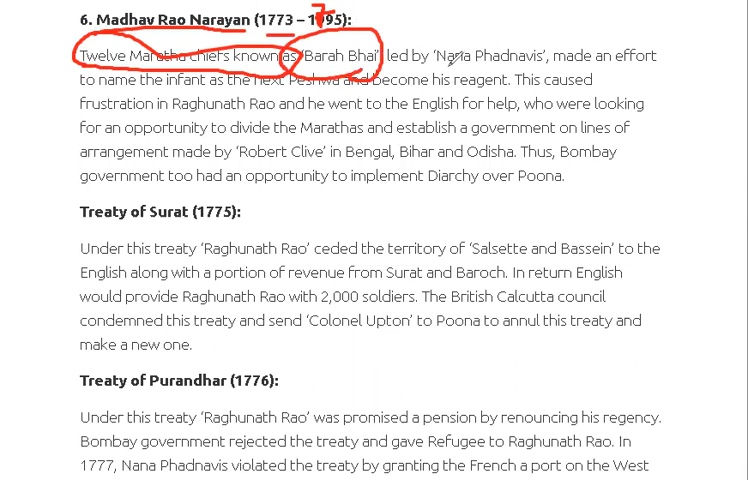 6. Madhav Rao Narayan (1773 – 1795):
Twelve Maratha chiefs known as 'Barah Bhai' led by 'Nana Phadnavis', made an effort
to name the infant as the next Peshwa and become his reagent. This caused
frustration in Raghunath Rao and he went to the English for help, who were looking
for an opportunity to divide the Marathas and establish a government on lines of
arrangement made by 'Robert Clive' in Bengal, Bihar and Odisha. Thus, Bombay
government too had an opportunity to implement Diarchy over Poona.
Treaty of Surat (1775):
Under this treaty 'Raghunath Rao' ceded the territory of 'Salsette and Bassein' to the
English along with a portion of revenue from Surat and Baroch. In return English
would provide Raghunath Rao with 2,000 soldiers. The British Calcutta council
condemned this treaty and send 'Colonel Upton' to Poona to annul this treaty and
make a new one.
Treaty of Purandhar (1776):
Under this treaty 'Raghunath Rao' was promised a pension by renouncing his regency.
Bombay government rejected the treaty and gave Refugee to Raghunath Rao. In
1777, Nana Phadnavis violated the treaty by granting the French a port on the West